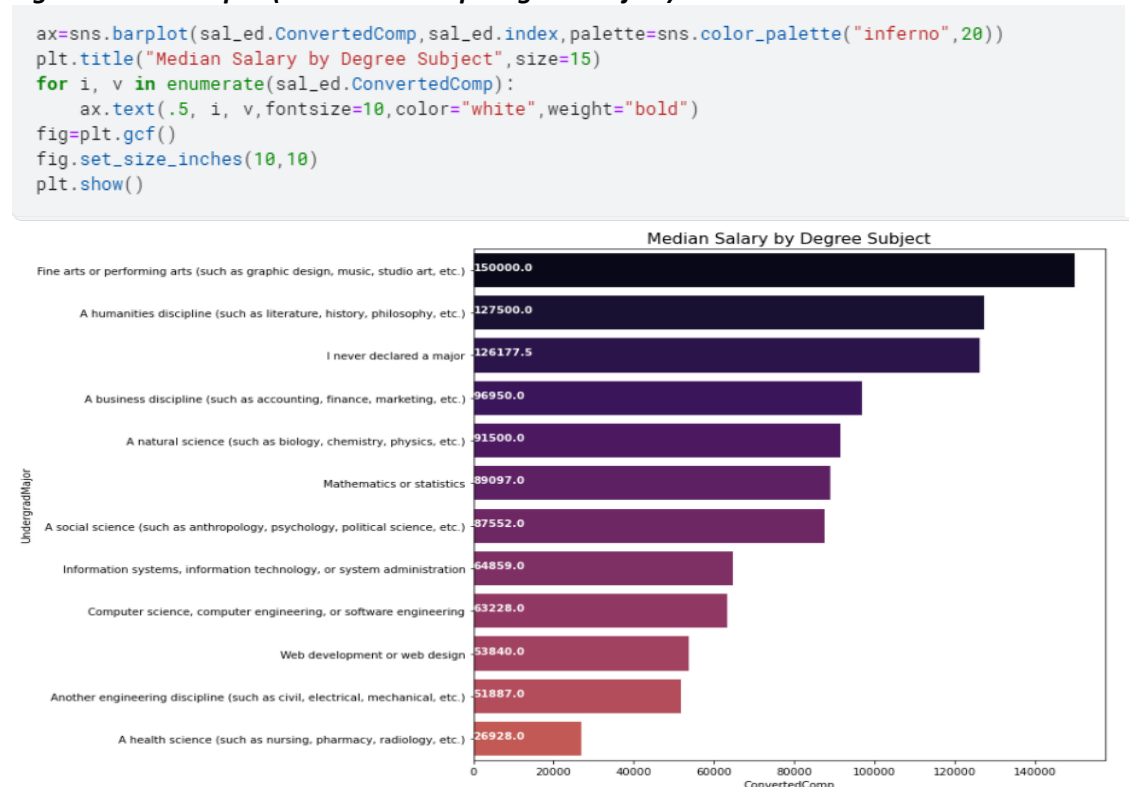 ax=sns.barplot(sal_ed.ConvertedComp,sal_ed.index,palette=sns.color_palette("inferno",20))
plt.title("Median Salary by Degree Subject",size=15)
for i, v in enumerate(sal_ed.ConvertedComp):
    ax.text(.5, i, v,fontsize=10,color="white",weight="bold")
fig=plt.gcf()
fig.set_size_inches(10,10)
plt.show()
Median Salary by Degree Subject
Fine arts or performing arts (such as graphic design, music, studio art, etc.) 150000.0
A humanities discipline (such as literature, history, philosophy, etc.) 127500.0
I never declared a major 126177.5
A business discipline (such as accounting, finance, marketing, etc.) 96950.0
A natural science (such as biology, chemistry, physics, etc.) 91500.0
Mathematics or statistics 89097.0
A social science (such as anthropology, psychology, political science, etc.) 87552.0
Information systems, information technology, or system administration 64859.0
Computer science, computer engineering, or software engineering 63228.0
Web development or web design 53840.0
Another engineering discipline (such as civil, electrical, mechanical, etc.) 51887.0
A health science (such as nursing, pharmacy, radiology, etc.) 26928.0
UndergradMajor
0 20000 40000 60000 80000 100000 120000 140000
ConvertedComp